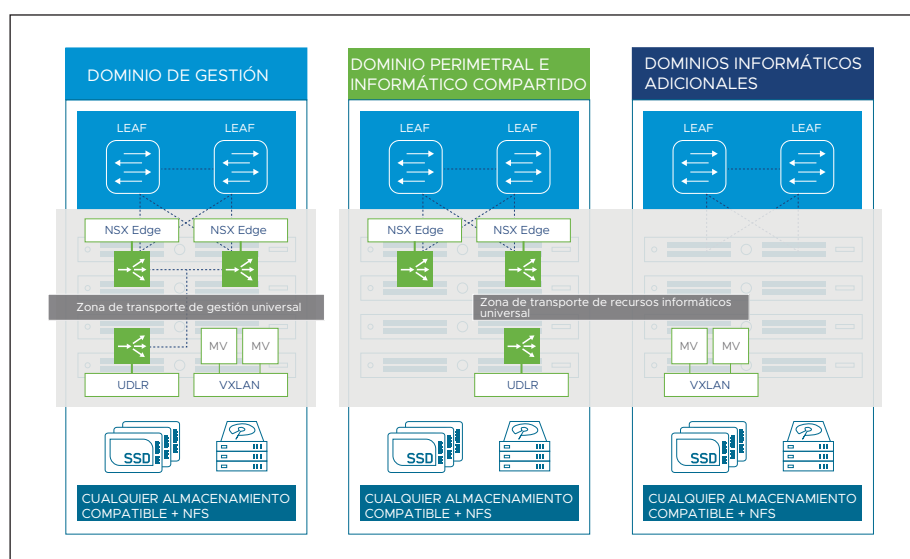 DOMINIO DE GESTIÓN
LEAF
LEAF
NSX Edge
NSX Edge
Zona de transporte de gestión universal
MV
MV
UDLR
VXLAN
SSD
CUALQUIER ALMACENAMIENTO
COMPATIBLE + NFS
DOMINIO PERIMETRAL E
INFORMÁTICO COMPARTIDO
LEAF
LEAF
NSX Edge
NSX Edge
Zona de transporte de recursos informáticos
universal
UDLR
SSD
CUALQUIER ALMACENAMIENTO
COMPATIBLE + NFS
DOMINIOS INFORMÁTICOS
ADICIONALES
LEAF
LEAF
MV
MV
VXLAN
SSD
CUALQUIER ALMACENAMIENTO
COMPATIBLE + NFS